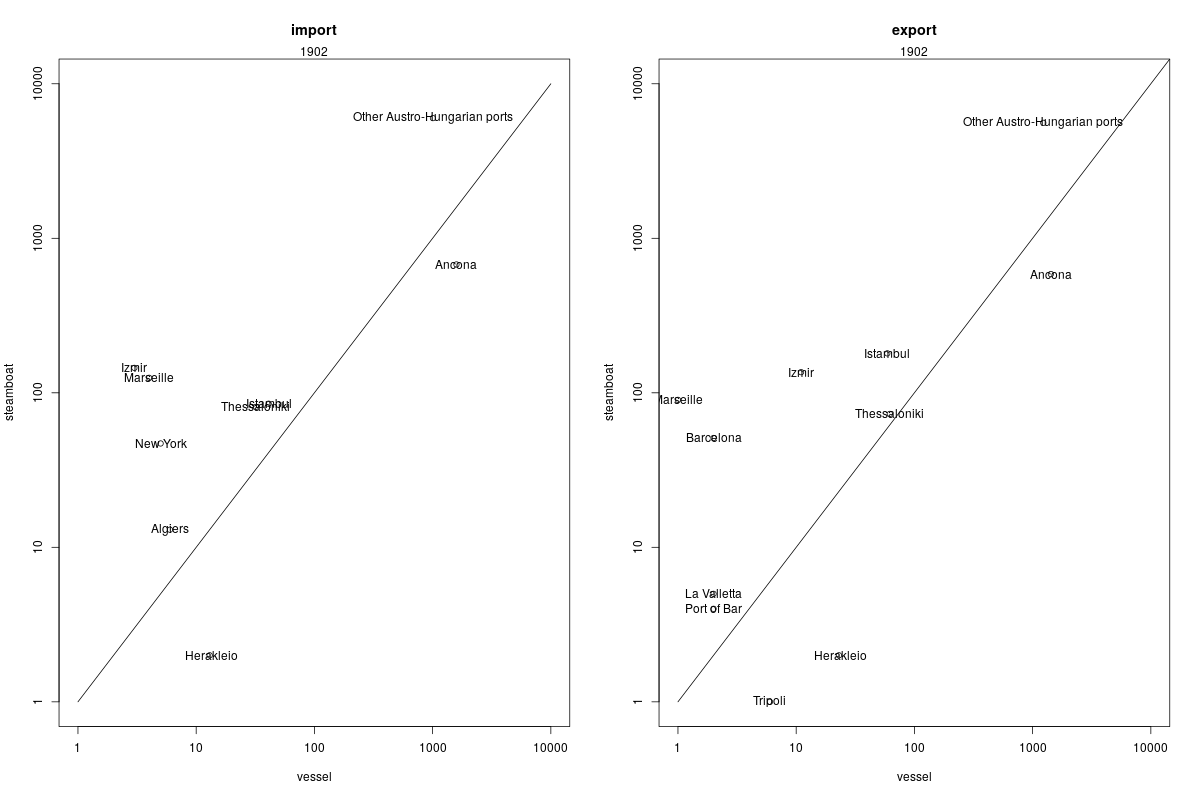 import
1902
10000
1000
100
10
1
steamboat
Other Austro-Hungarian ports
Ancona
Izmir
Marseille
Istanbul
Thessaloniki
New York
Algiers
Herakleio
1 10 100 1000 10000
vessel
export
1902
10000
1000
100
10
1
steamboat
Other Austro-Hungarian ports
Ancona
Istanbul
Izmir
Marseille
Thessaloniki
Barcelona
La Valletta
Port of Bar
Herakleio
Tripoli
1 10 100 1000 10000
vessel